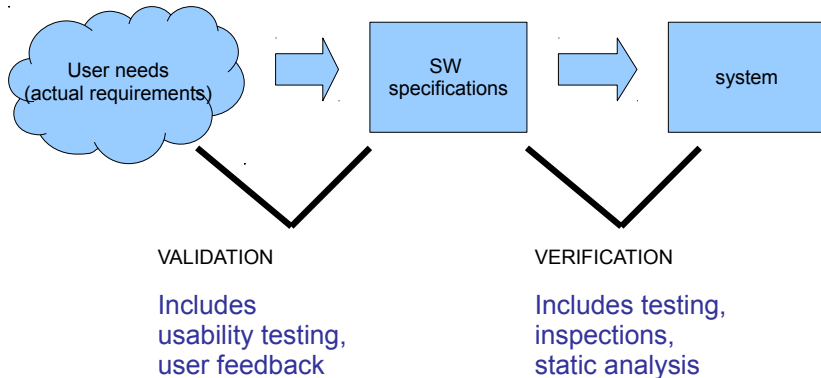 User needs
(actual requirements)
SW
specifications
system
VALIDATION
VERIFICATION
Includes
usability testing,
user feedback
Includes testing,
inspections,
static analysis